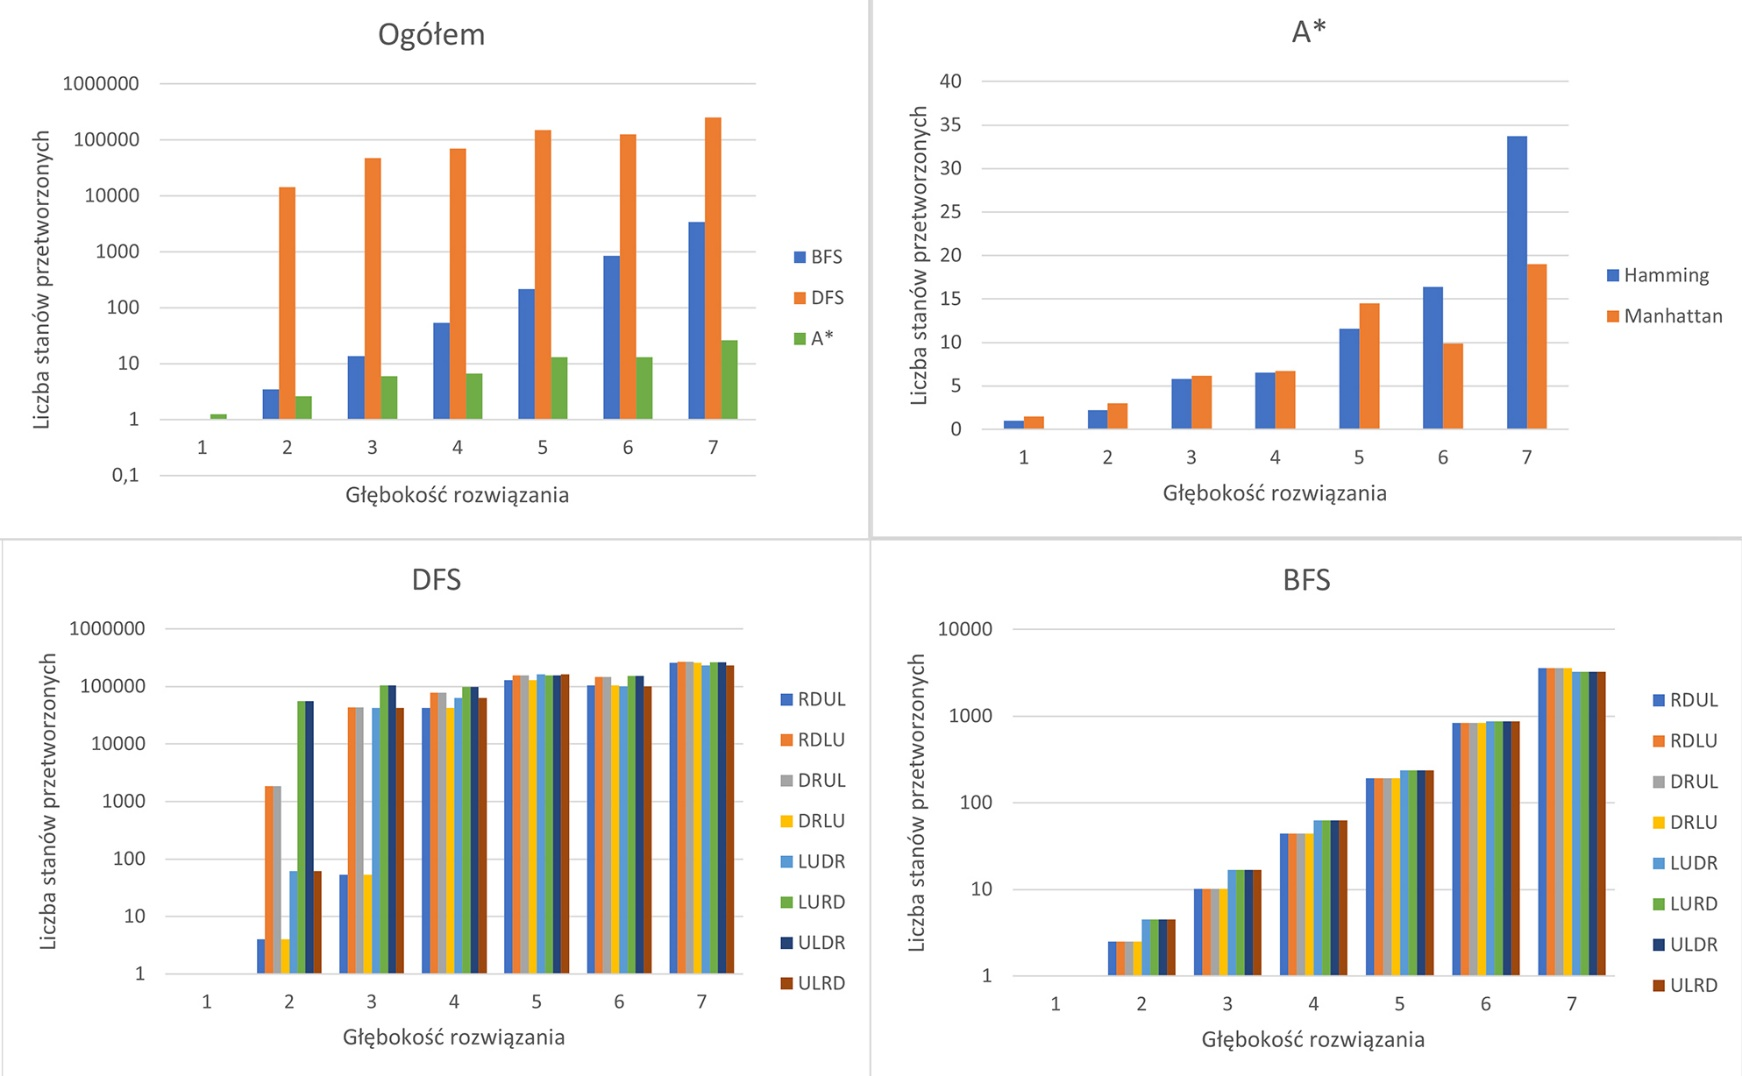 Ogółem
1000000
100000
10000
1000
100
10
1
0,1
1 2 3 4 5 6 7
Liczba stanów przetworzonych
Głębokość rozwiązania
BFS
DFS
A*
A*
40
35
30
25
20
15
10
5
0
1 2 3 4 5 6 7
Liczba stanów przetworzonych
Głębokość rozwiązania
Hamming
Manhattan
DFS
1000000
100000
10000
1000
100
10
1
1 2 3 4 5 6 7
Liczba stanów przetworzonych
Głębokość rozwiązania
RDUL
RDLU
DRUL
DRLU
LUDR
LURD
ULDR
ULRD
BFS
10000
1000
100
10
1
1 2 3 4 5 6 7
Liczba stanów przetworzonych
Głębokość rozwiązania
RDUL
RDLU
DRUL
DRLU
LUDR
LURD
ULDR
ULRD